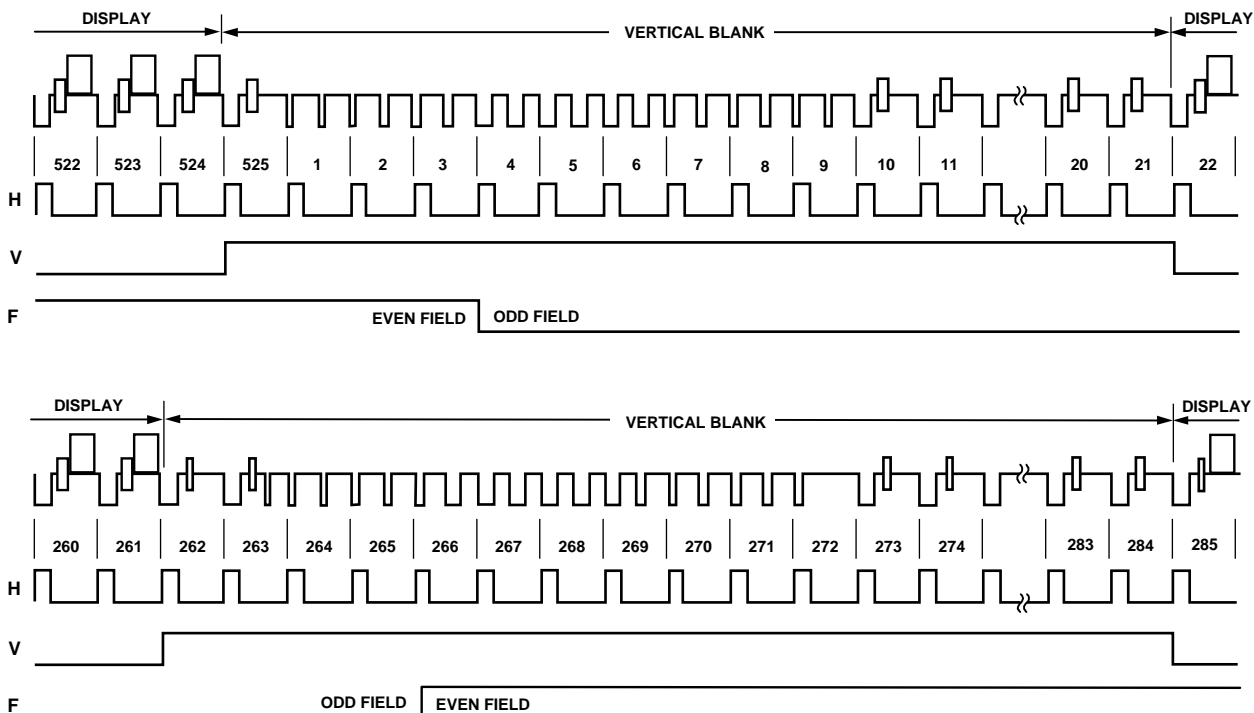 DISPLAY VERTICAL BLANK DISPLAY
522 523 524 525 1 2 3 4 5 6 7 8 9 10 11 20 21 22
H
V
F
EVEN FIELD ODD FIELD
DISPLAY VERTICAL BLANK DISPLAY
260 261 262 263 264 265 266 267 268 269 270 271 272 273 274 283 284 285
H
V
F
ODD FIELD EVEN FIELD